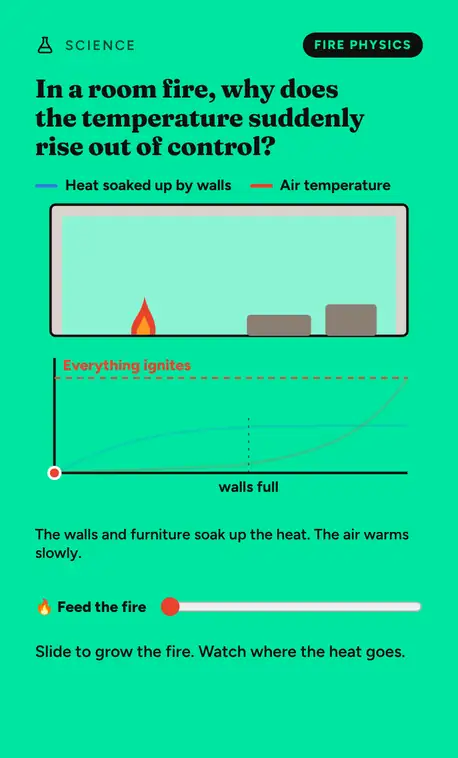 SCIENCE
FIRE PHYSICS
In a room fire, why does
the temperature suddenly
rise out of control?
Heat soaked up by walls
Air temperature
Everything ignites
walls full
The walls and furniture soak up the heat. The air warms
slowly.
🔥 Feed the fire
Slide to grow the fire. Watch where the heat goes.